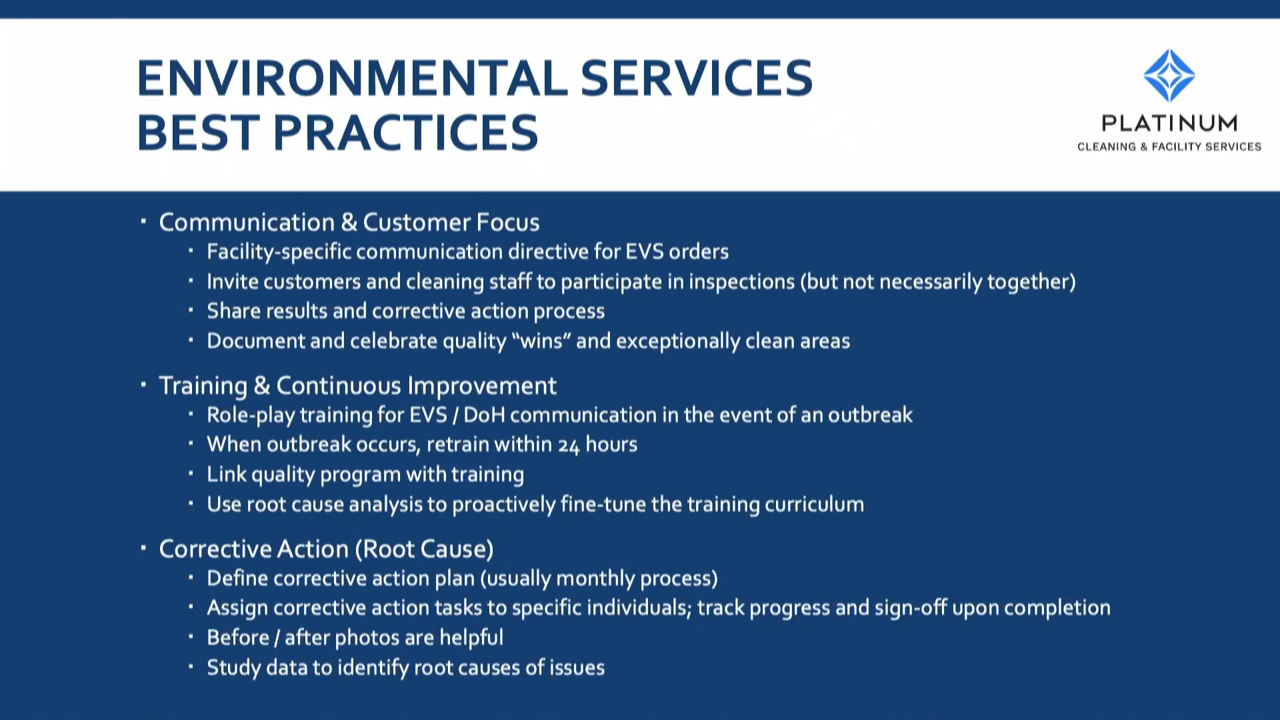 ENVIRONMENTAL SERVICES
BEST PRACTICES
PLATINUM
CLEANING & FACILITY SERVICES
▪ Communication & Customer Focus
▪ Facility-specific communication directive for EVS orders
▪ Invite customers and cleaning staff to participate in inspections (but not necessarily together)
▪ Share results and corrective action process
▪ Document and celebrate quality “wins” and exceptionally clean areas
▪ Training & Continuous Improvement
▪ Role-play training for EVS / DoH communication in the event of an outbreak
▪ When outbreak occurs, retrain within 24 hours
▪ Link quality program with training
▪ Use root cause analysis to proactively fine-tune the training curriculum
▪ Corrective Action (Root Cause)
▪ Define corrective action plan (usually monthly process)
▪ Assign corrective action tasks to specific individuals; track progress and sign-off upon completion
▪ Before / after photos are helpful
▪ Study data to identify root causes of issues